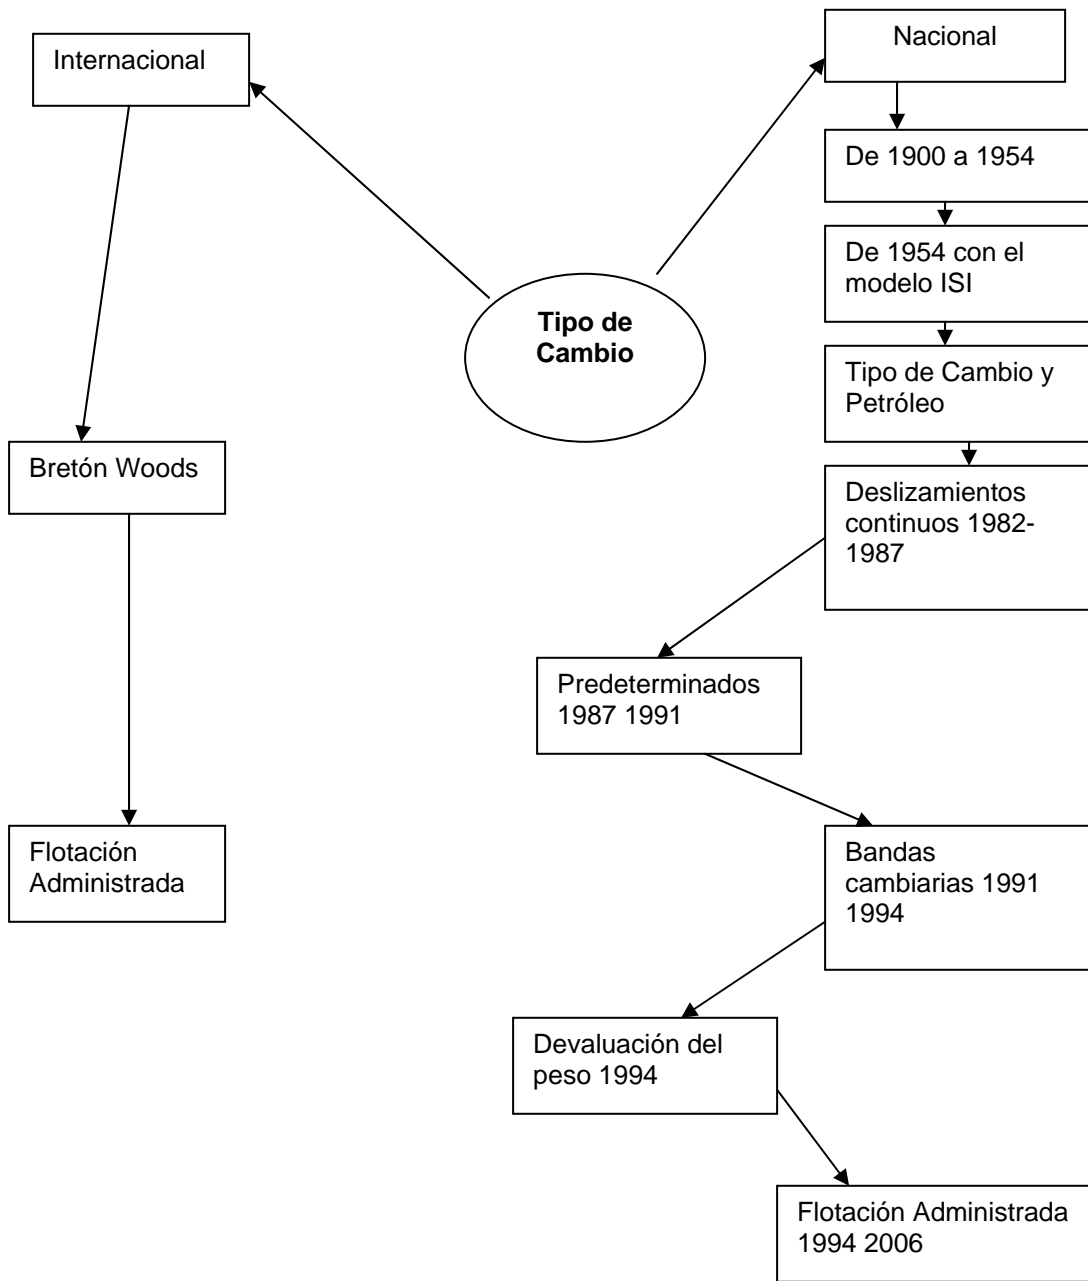 Internacional
Nacional
De 1900 a 1954
De 1954 con el
modelo ISI
Tipo de
Cambio
Tipo de Cambio y
Petróleo
Bretón Woods
Deslizamientos
continuos 1982-
1987
Predeterminados
1987 1991
Flotación
Administrada
Bandas
cambiarias 1991
1994
Devaluación del
peso 1994
Flotación Administrada
1994 2006